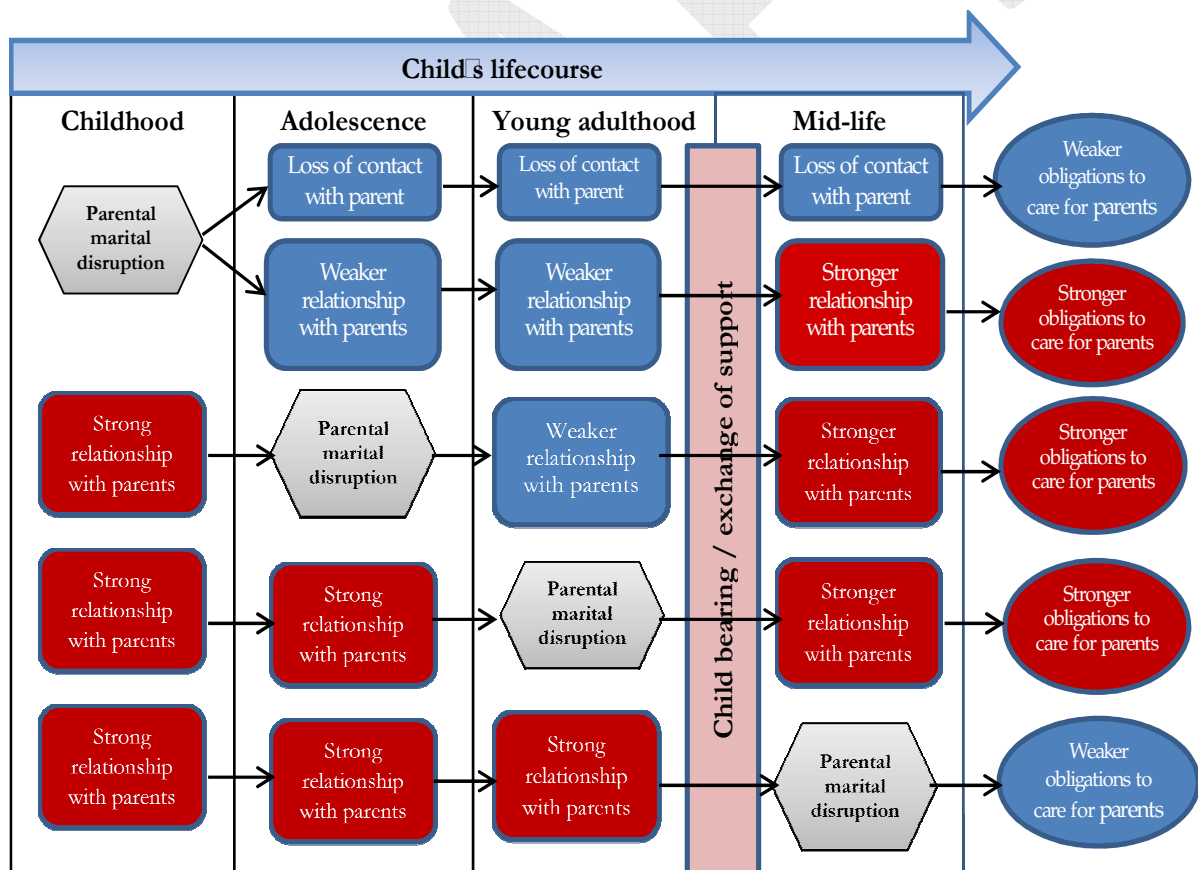 Child□s lifecourse
Childhood
Adolescence
Young adulthood
Mid-life
Parental
marital
disruption
Loss of contact
with parent
Loss of contact
with parent
Loss of contact
with parent
Weaker
obligations to
care for parents
Weaker
relationship
with parents
Weaker
relationship
with parents
Stronger
relationship
with parents
Stronger
obligations to
care for parents
Strong
relationship
with parents
Parental
marital
disruption
Weaker
relationship
with parents
Stronger
relationship
with parents
Stronger
obligations to
care for parents
Strong
relationship
with parents
Strong
relationship
with parents
Parental
marital
disruption
Stronger
relationship
with parents
Stronger
obligations to
care for parents
Strong
relationship
with parents
Strong
relationship
with parents
Strong
relationship
with parents
Parental
marital
disruption
Weaker
obligations to
care for parents
Child bearing / exchange of support